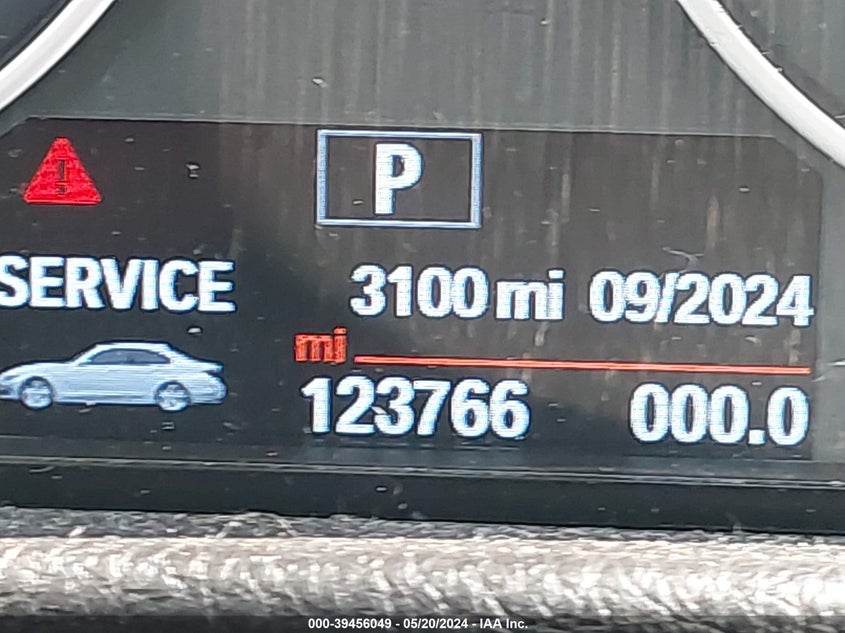 P
SERVICE 3100 mi 09/2024
mi
123766 000.0
000-39456049 - 05/20/2024 - IAA Inc.